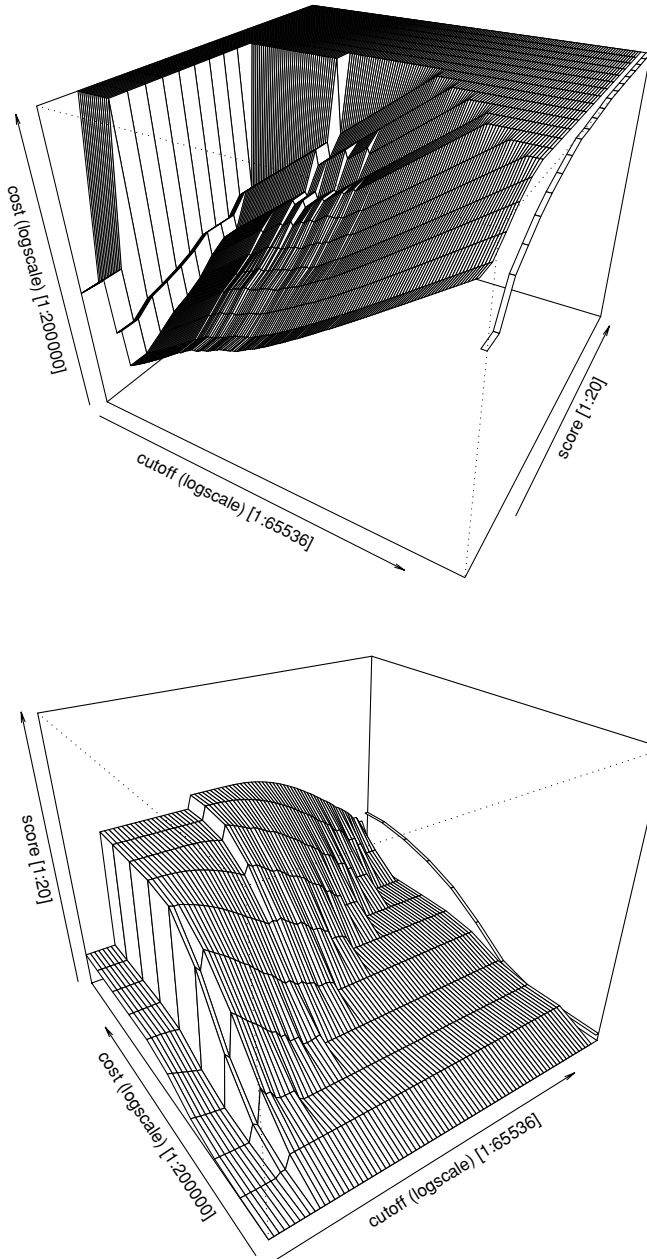 cost (logscale) [1:200000]
cutoff (logscale) [1:65536]
score [1:20]
score [1:20]
cost (logscale) [1:200000]
cutoff (logscale) [1:65536]